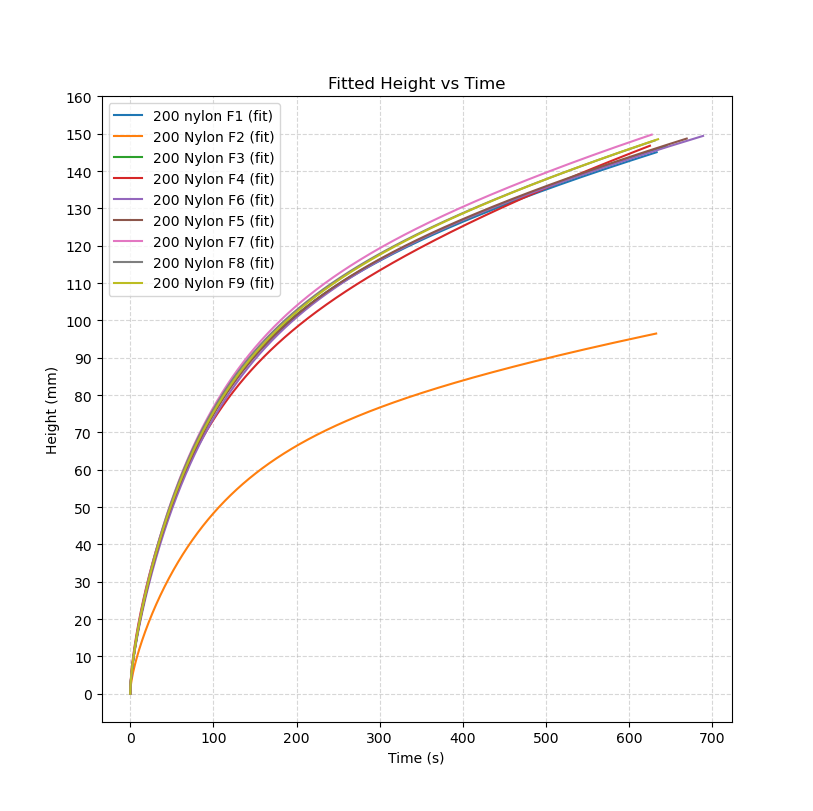 Fitted Height vs Time
160
150
140
130
120
110
100
90
80
70
60
50
40
30
20
10
0
Height (mm)
200 nylon F1 (fit)
200 Nylon F2 (fit)
200 Nylon F3 (fit)
200 Nylon F4 (fit)
200 Nylon F6 (fit)
200 Nylon F5 (fit)
200 Nylon F7 (fit)
200 Nylon F8 (fit)
200 Nylon F9 (fit)
0 100 200 300 400 500 600 700
Time (s)